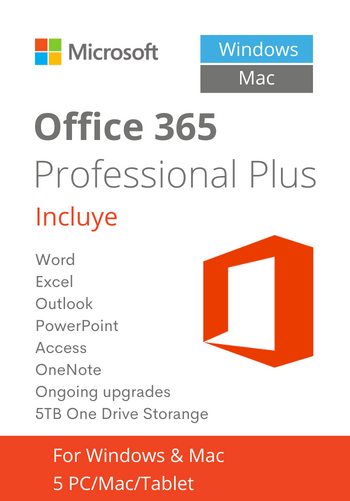 Microsoft
Windows
Mac
Office 365
Professional Plus
Incluye
Word
Excel
Outlook
PowerPoint
Access
OneNote
Ongoing upgrades
5TB One Drive Storange
For Windows & Mac
5 PC/Mac/Tablet